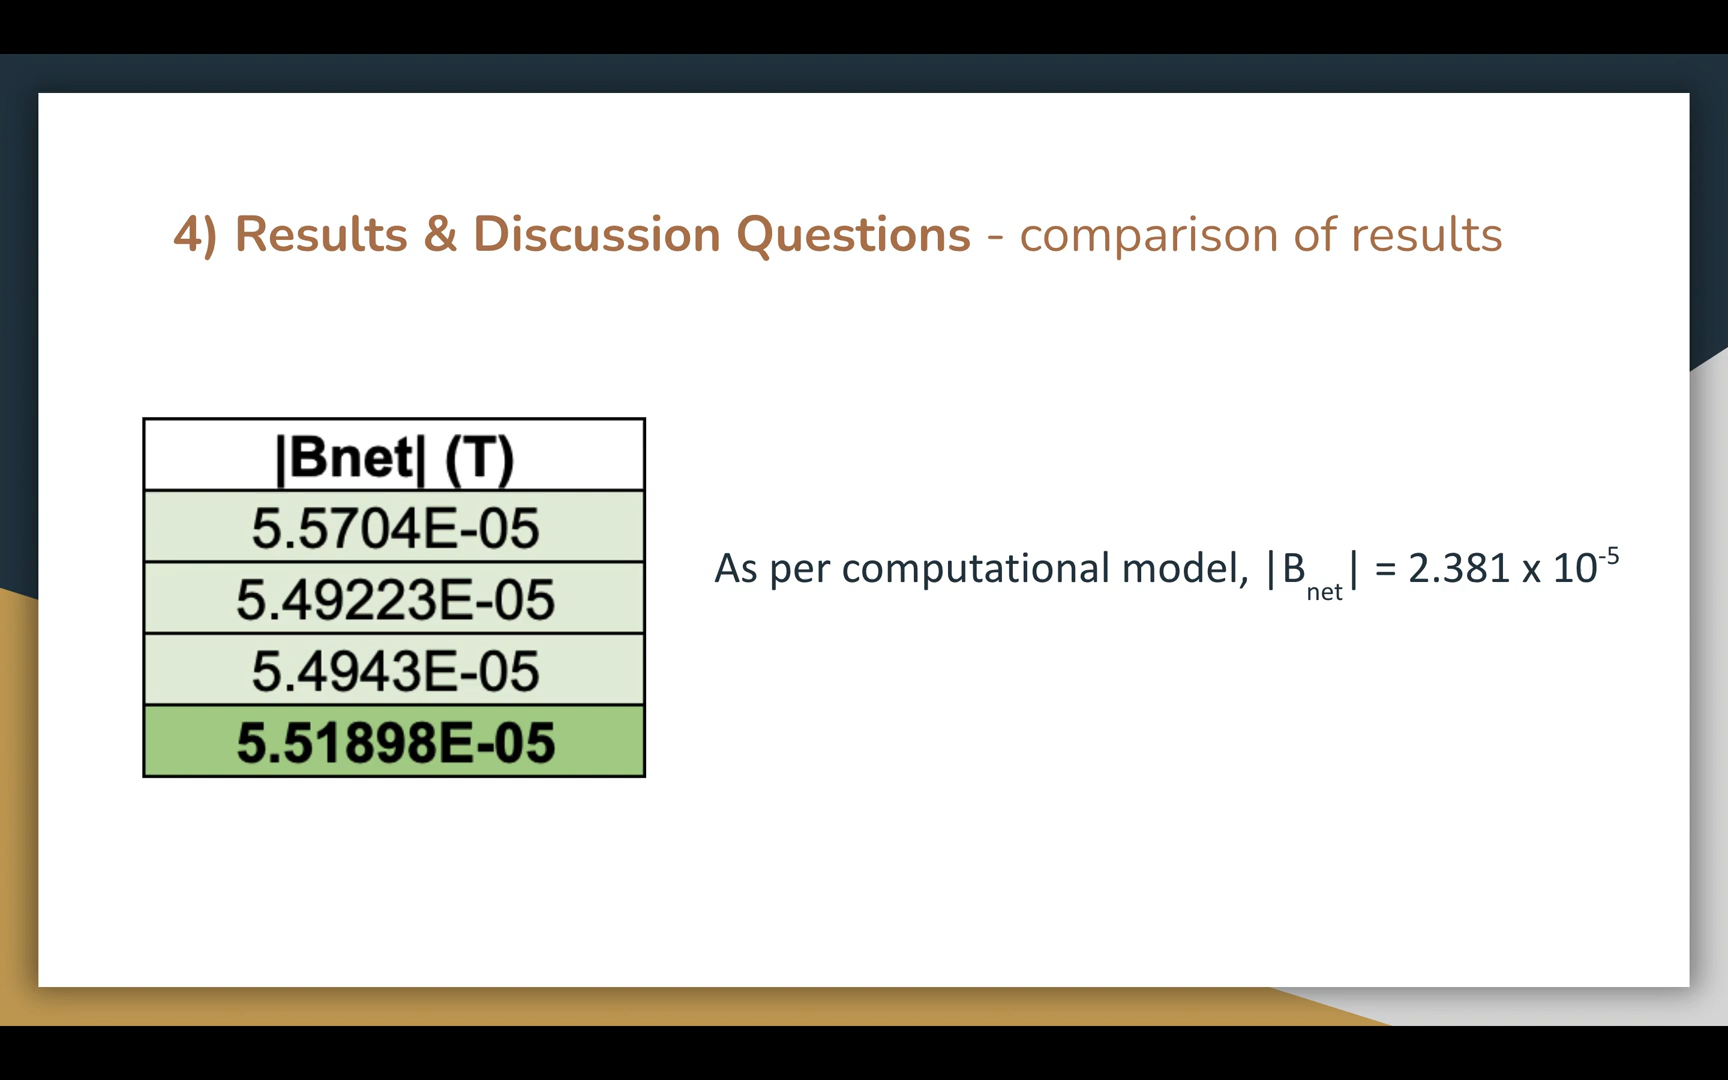 4) Results & Discussion Questions - comparison of results
|Bnet| (T)
5.5704E-05
5.49223E-05
5.4943E-05
5.51898E-05
As per computational model, |Bnet| = 2.381 x 10-5